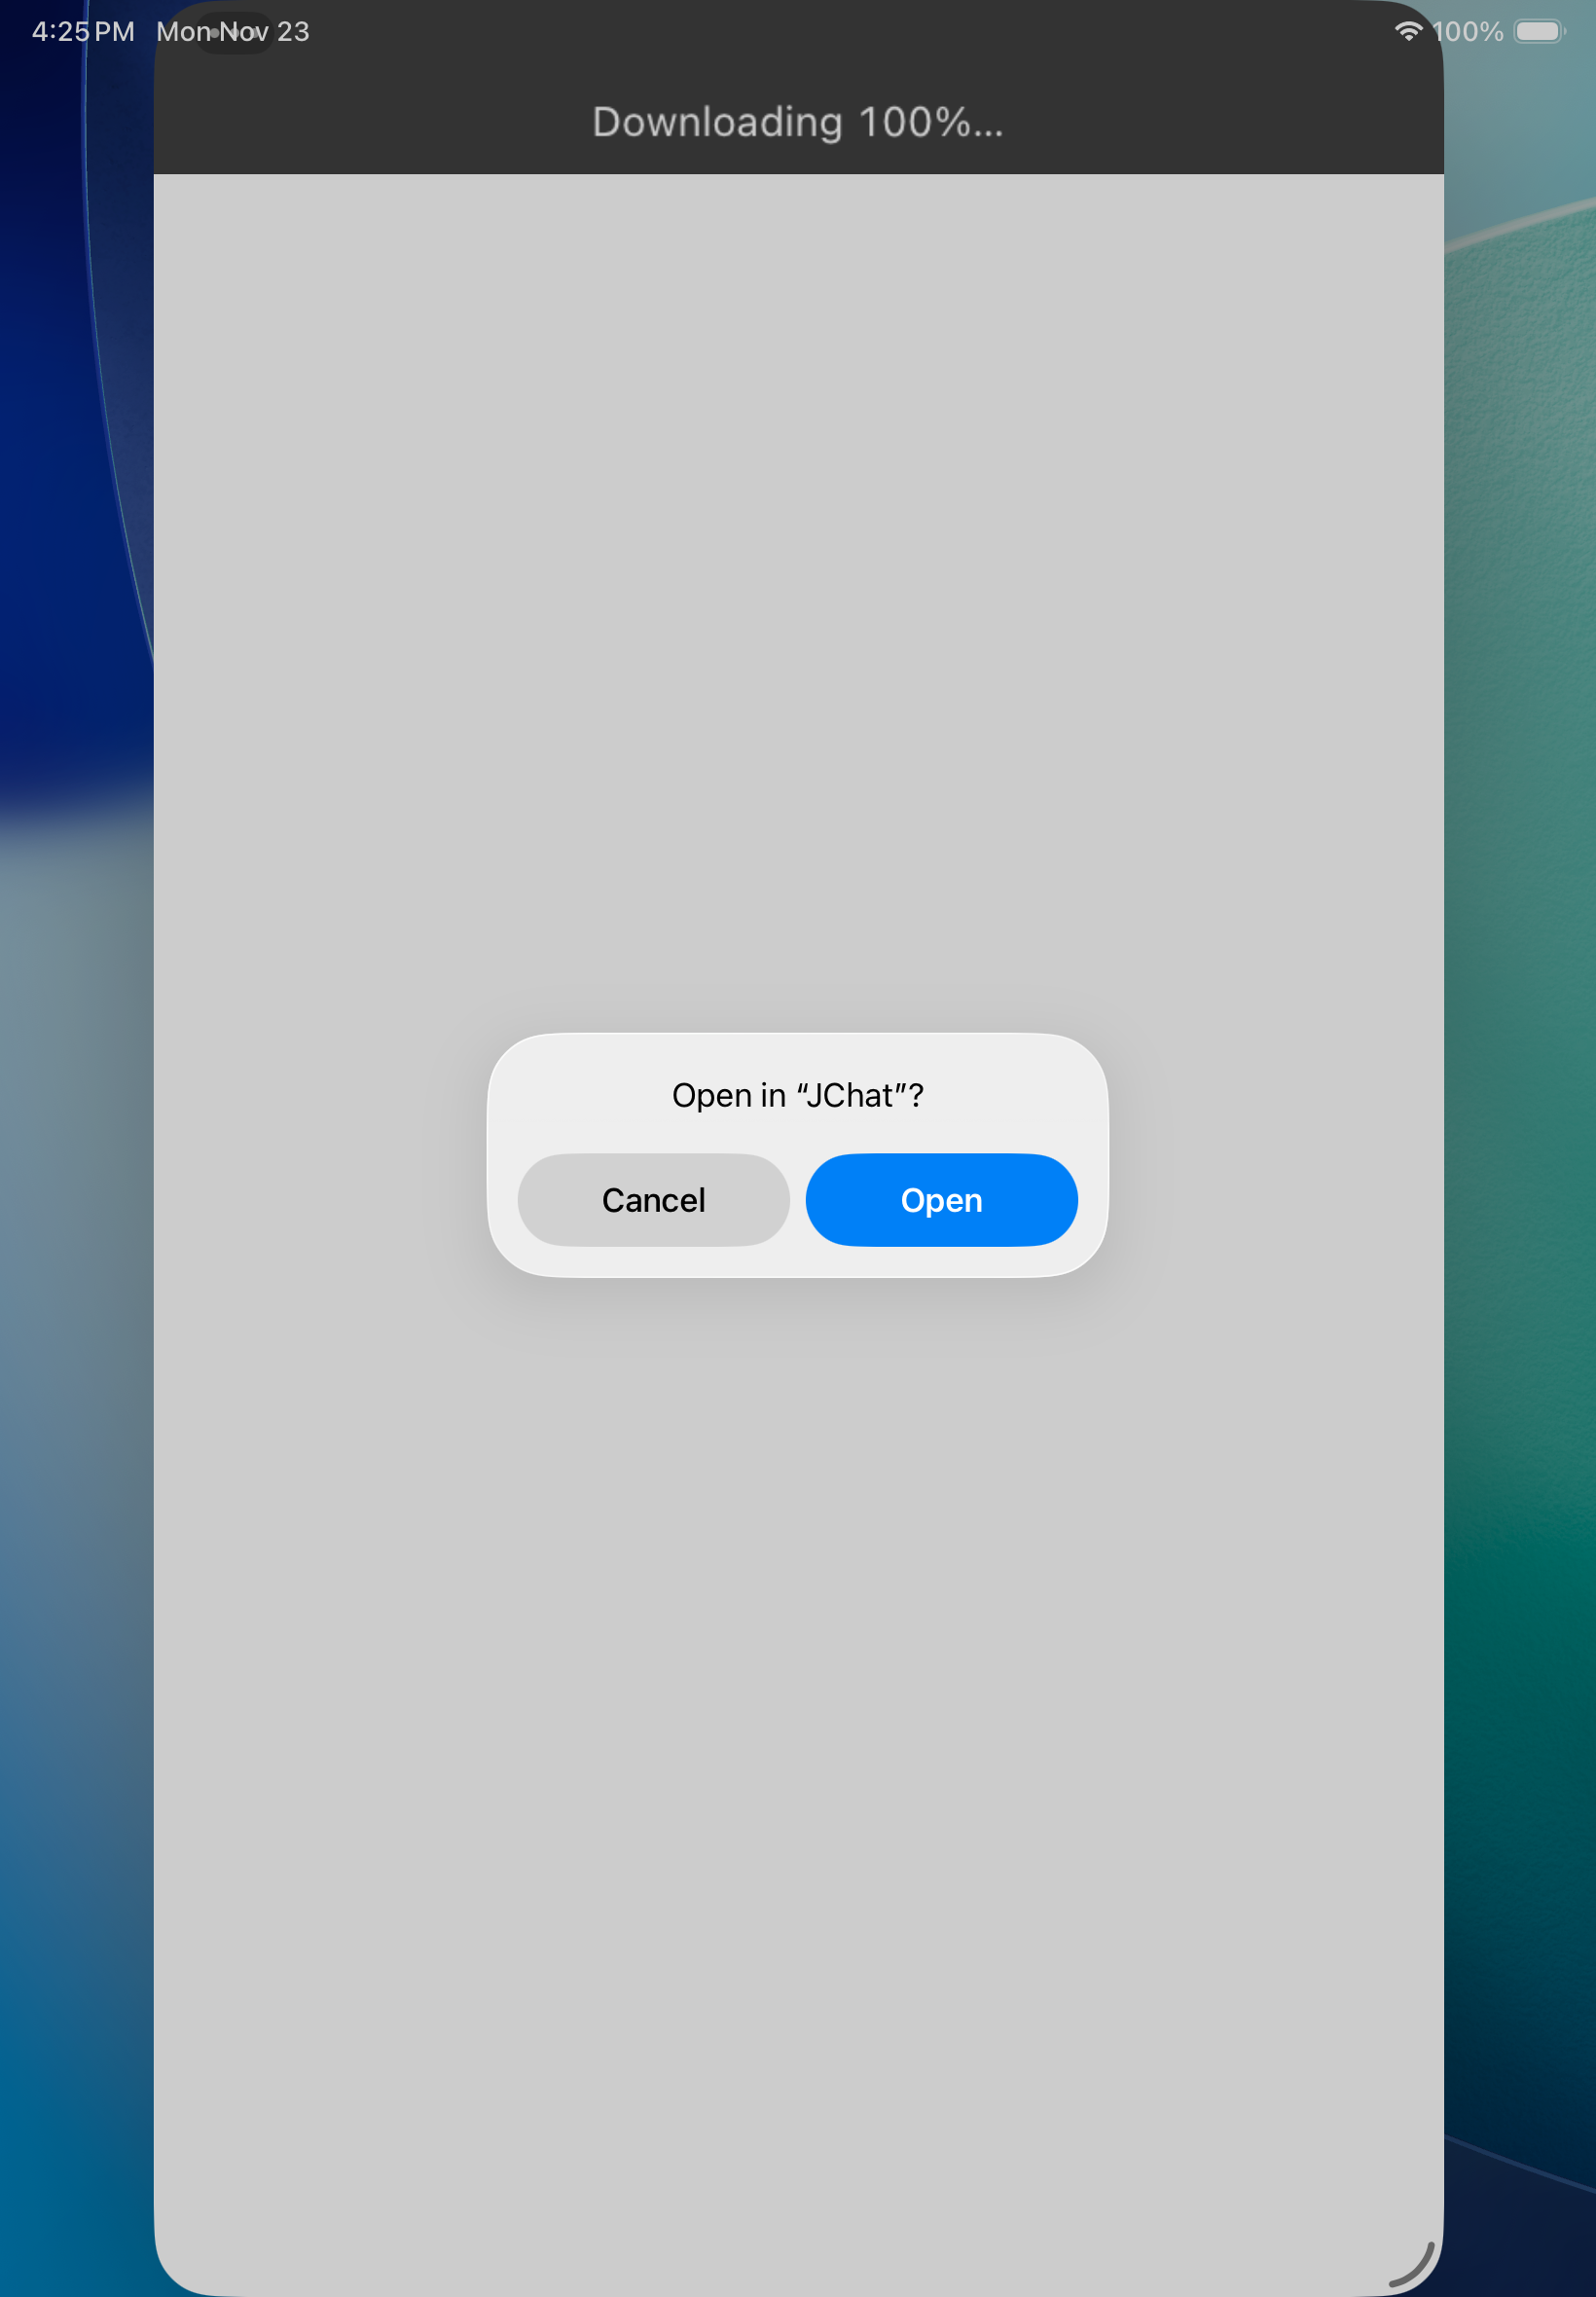 4:25 PM Mon Nov 23
100%
Downloading 100%...
Open in “JChat”?
Cancel
Open